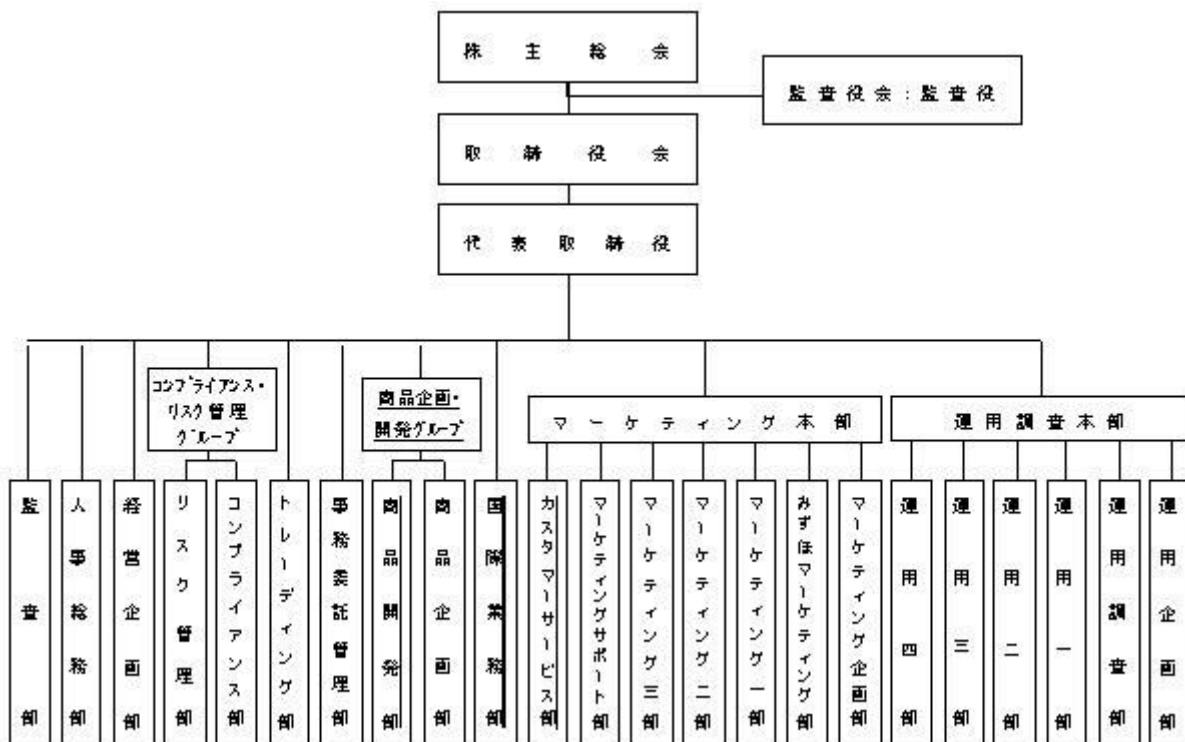 株主総会
監査役会:監査役
取締役会
代表取締役
コンプライアンス・
リスク管理
グループ
商品企画・
開発グループ
マーケティング本部
運用調査本部
監査部
人事総務部
経営企画部
リスク管理部
コンプライアンス部
トレーディング部
事務委託管理部
商品開発部
商品企画部
国際業務部
カスタマーサービス部
マーケティングサポート部
マーケティング三部
マーケティング二部
マーケティング一部
みずほマーケティング部
マーケティング企画部
運用四部
運用三部
運用二部
運用一部
運用調査部
運用企画部